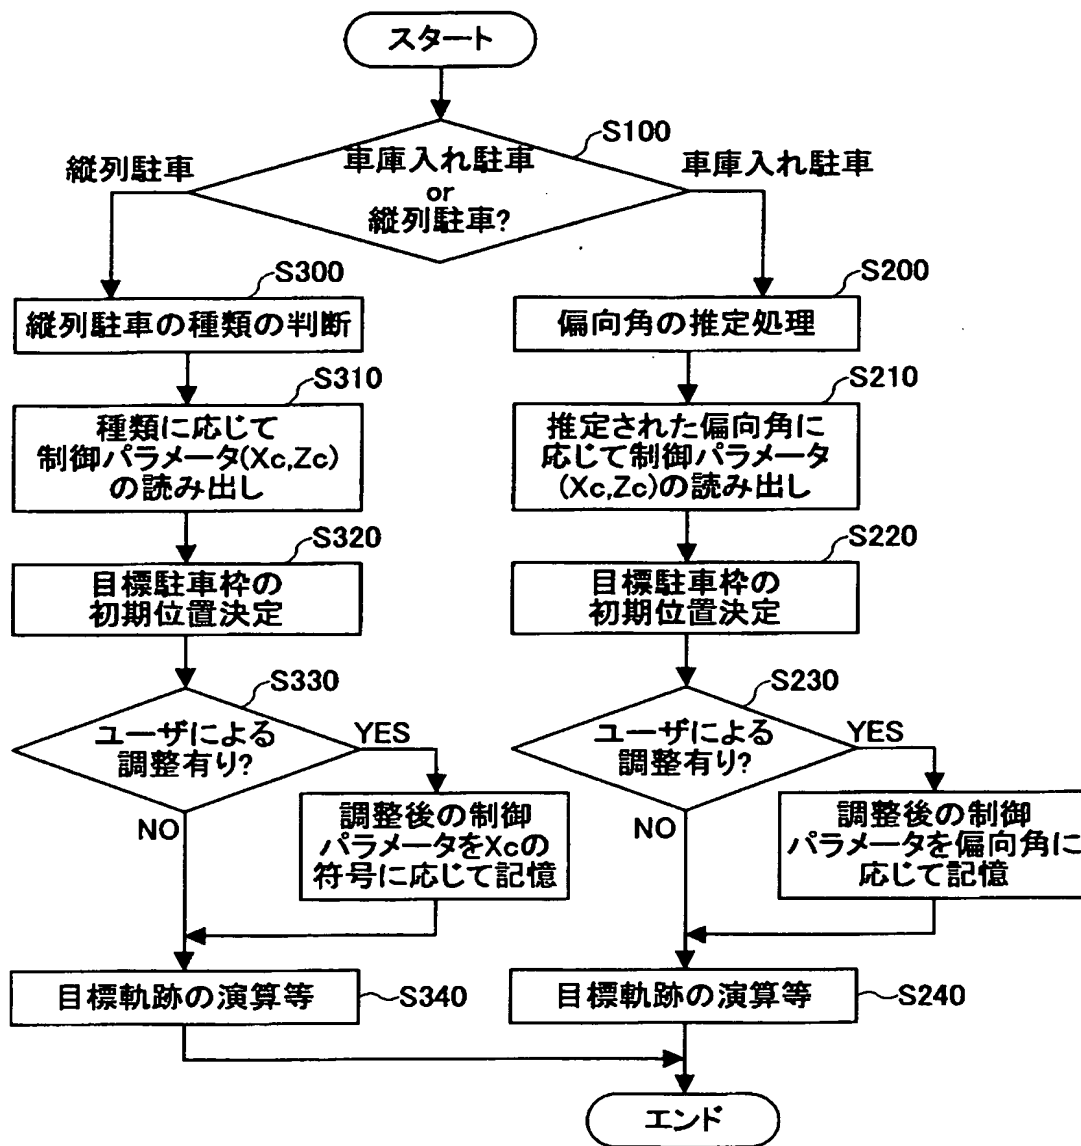 スタート
S100
縦列駐車
車庫入れ駐車
or
縦列駐車?
車庫入れ駐車
S300
縦列駐車の種類の判断
S200
偏向角の推定処理
S310
種類に応じて
制御パラメータ(Xc,Zc)
の読み出し
S210
推定された偏向角に
応じて制御パラメータ
(Xc,Zc)の読み出し
S320
目標駐車枠の
初期位置決定
S220
目標駐車枠の
初期位置決定
S330
ユーザによる
調整有り?
YES
NO
調整後の制御
パラメータをXcの
符号に応じて記憶
S230
ユーザによる
調整有り?
YES
NO
調整後の制御
パラメータを偏向角に
応じて記憶
目標軌跡の演算等
S340
目標軌跡の演算等
S240
エンド